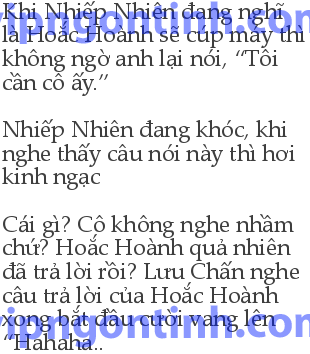 Khi Nhiếp Nhiên đang nghĩ
là Hoắc Hoành sẽ cúp máy thì
không ngờ anh lại nói, “Tôi
cần cô ấy.”
Nhiếp Nhiên đang khóc, khi
nghe thấy câu nói này thì hơi
kinh ngạc
Cái gì? Cô không nghe nhầm
chứ? Hoắc Hoành quả nhiên
đã trả lời rồi? Lưu Chấn nghe
câu trả lời của Hoắc Hoành
xong bắt đầu cười vang lên
“Hahaha..